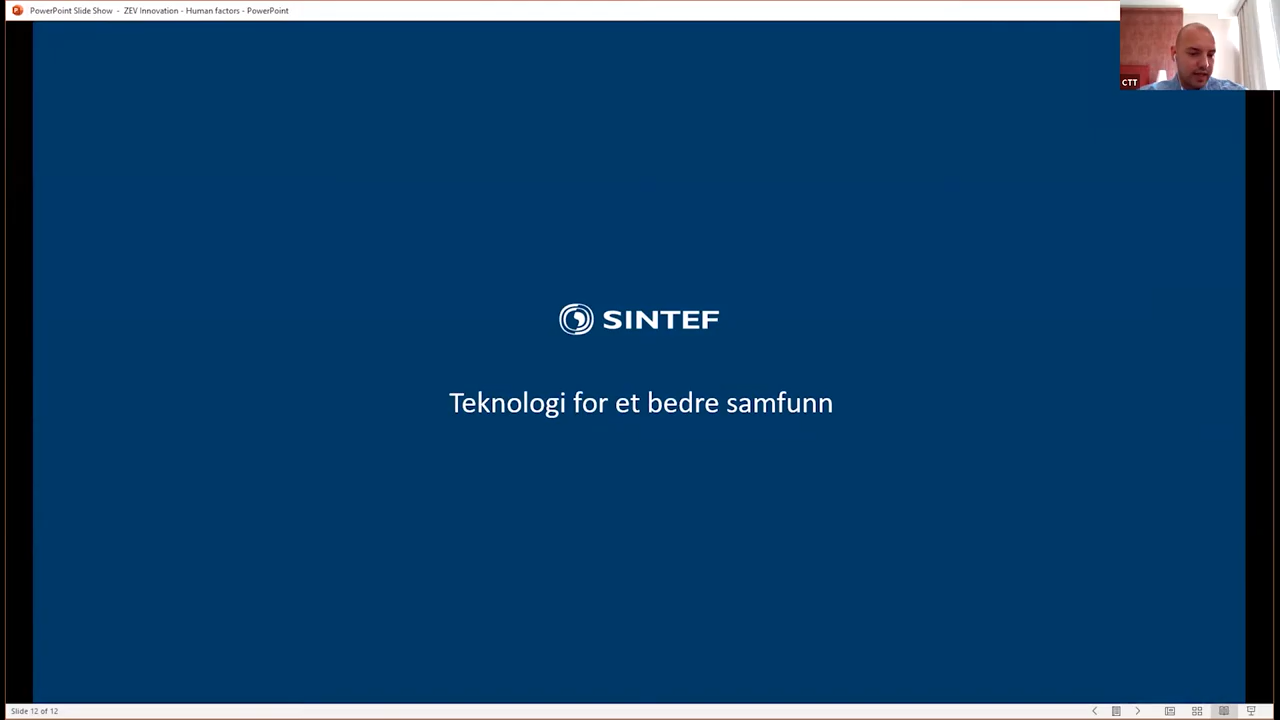 PowerPoint Slide Show - ZEV Innovation - Human factors - PowerPoint
CTT
SINTEF
Teknologi for et bedre samfunn
Slide 12 of 12